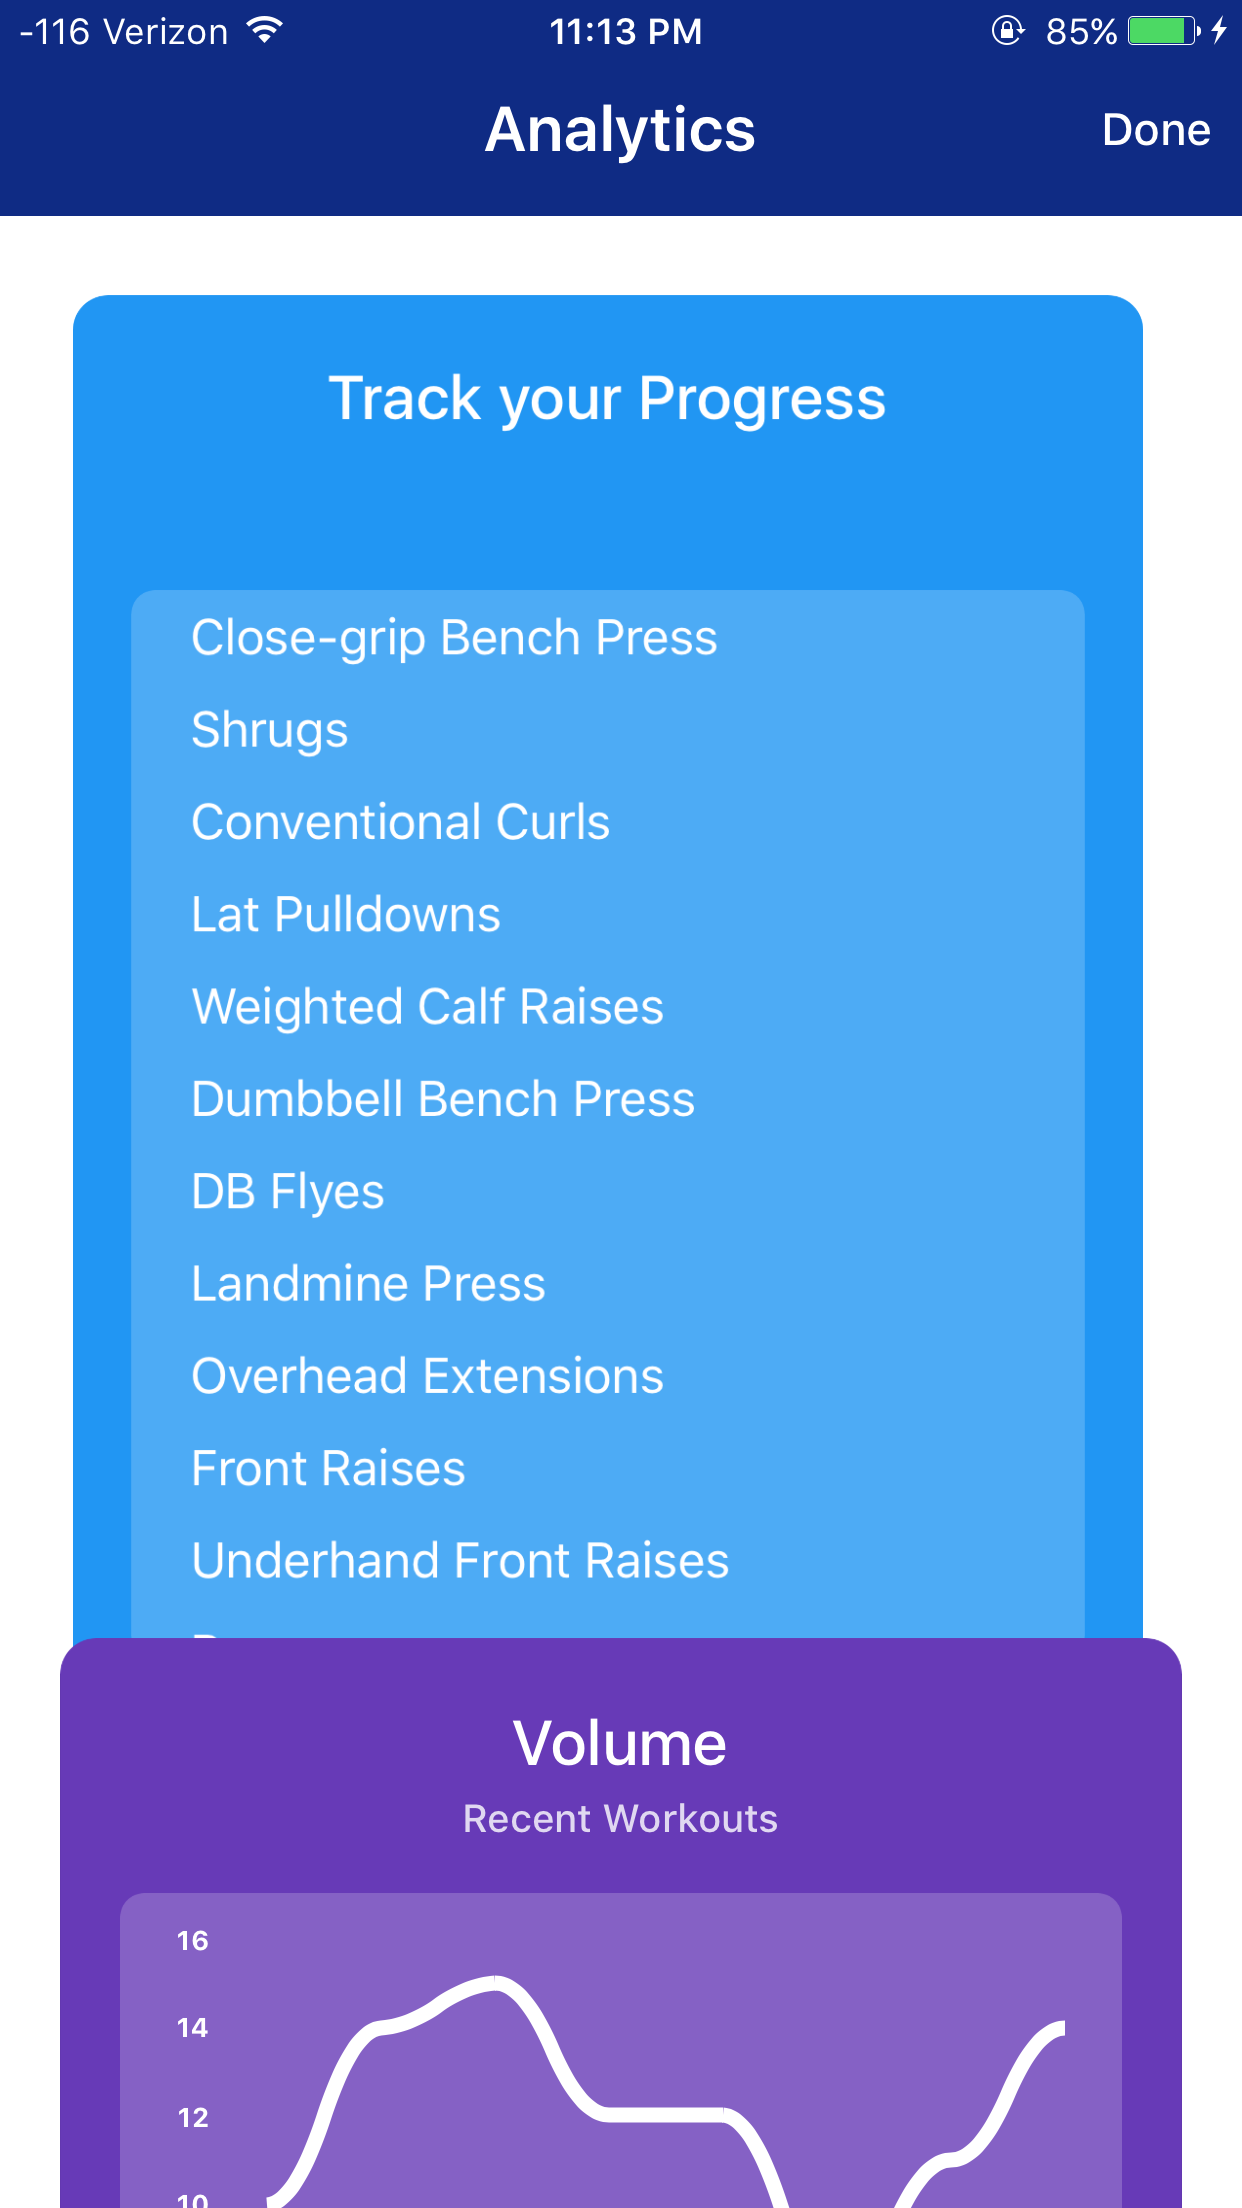 -116 Verizon 11:13 PM 85%
Analytics Done
Track your Progress
Close-grip Bench Press
Shrugs
Conventional Curls
Lat Pulldowns
Weighted Calf Raises
Dumbbell Bench Press
DB Flyes
Landmine Press
Overhead Extensions
Front Raises
Underhand Front Raises
Volume
Recent Workouts
16
14
12
10